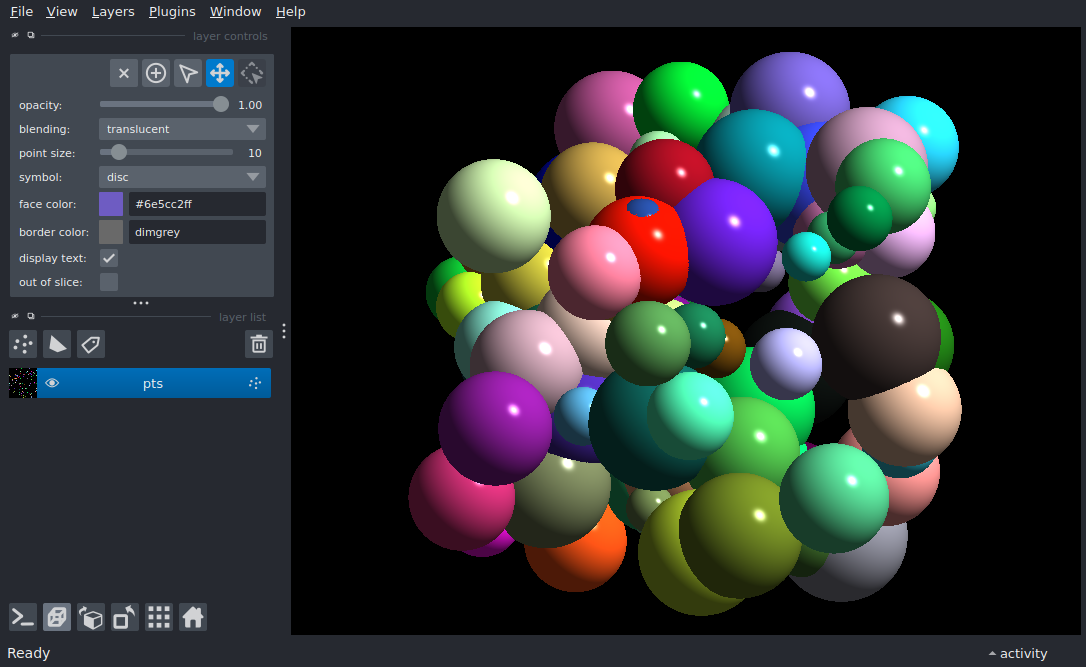 File View Layers Plugins Window Help
layer controls
opacity: 1.00
blending: translucent
point size: 10
symbol: disc
face color: #6e5cc2ff
border color: dimgrey
display text:
out of slice:
layer list
pts
Ready
activity